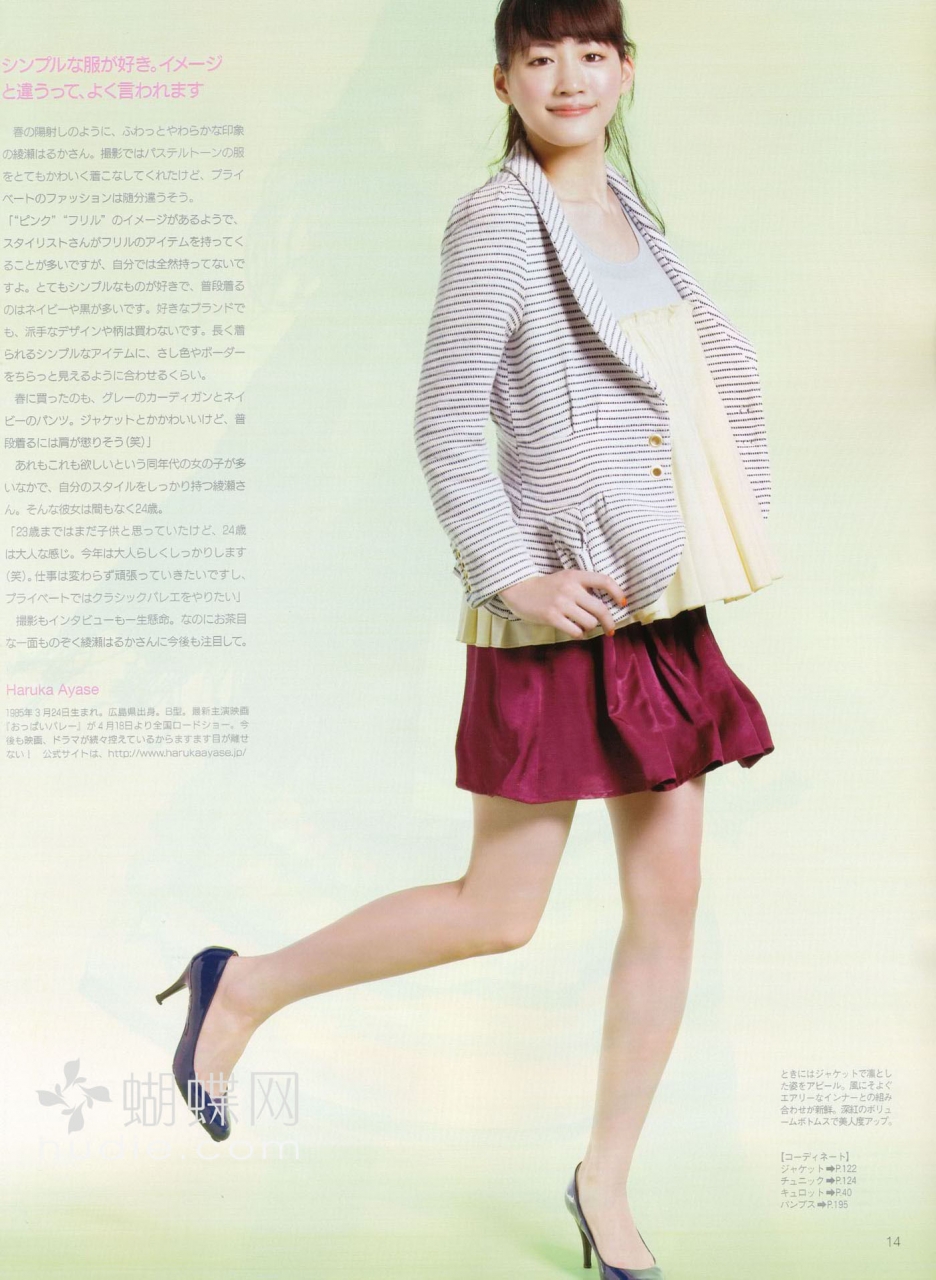 シンプルな服が好き。イメージ
と違うって、よく言われます
春の陽射しのように、ふわっとやわらかな印象
の綾瀬はるかさん。撮影ではパステルトーンの服
をとてもかわいく着こなしてくれたけど、プライ
ベートのファッションは随分違うそう。
「“ピンク”“フリル”のイメージがあるようで、
スタイリストさんがフリルのアイテムを持ってく
ることが多いですが、自分では全然持ってないで
すよ。とてもシンプルなものが好きで、普段着る
のはネイビーや黒が多いです。好きなブランドで
も、派手なデザインや柄は買わないです。長く着
られるシンプルなアイテムに、さし色やボーダー
をちらっと見えるように合わせるくらい。
春に買ったのも、グレーのカーディガンとネイ
ビーのパンツ。ジャケットとかかわいいけど、普
段着るには肩が懲りそう(笑)」
あれもこれも欲しいという同年代の女の子が多
いなかで、自分のスタイルをしっかり持つ綾瀬さ
ん。そんな彼女は間もなく24歳。
「23歳まではまだ子供と思っていたけど、24歳
は大人な感じ。今年は大人らしくしっかりします
(笑)。仕事は変わらず頑張っていきたいですし、
プライベートではクラシックバレエをやりたい」
撮影もインタビューも一生懸命。なのにお茶目
な一面ものぞく綾瀬はるかさんに今後も注目して。
Haruka Ayase
1985年3月24日生まれ。広島県出身。B型。最新主演映画
「おっぱいバレー」が4月18日より全国ロードショー。今
後も映画、ドラマが続々控えているからますます目が離せ
ない! 公式サイトは、http://www.harukaayase.jp/
ときにはジャケットで凛とし
た姿をアピール。風にそよぐ
エアリーなインナーとの組み
合わせが新鮮。深紅のボリュ
ームボトムスで美人度アップ。
【コーディネート】
ジャケット➡P.122
チュニック➡P.124
キュロット➡P.40
パンプス➡P.195
14
蝴蝶网